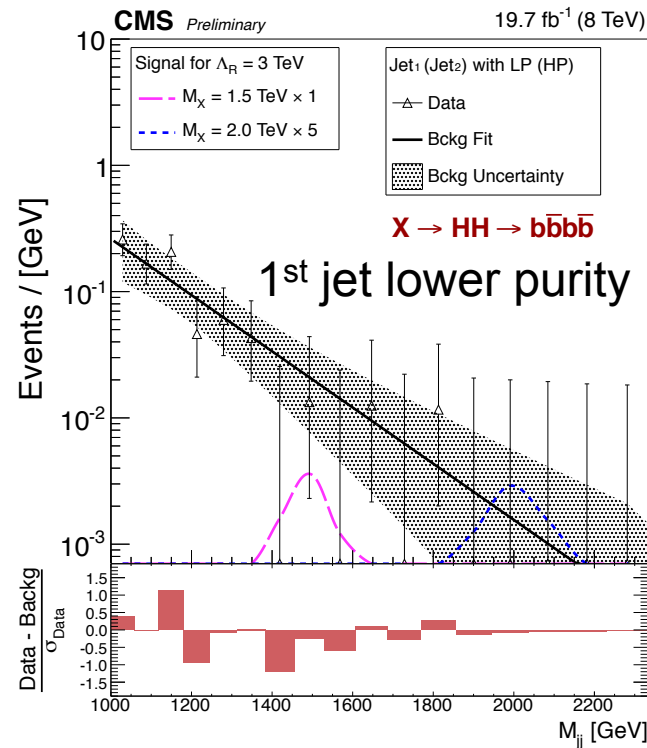 CMS Preliminary 19.7 fb⁻¹ (8 TeV)
Signal for Λ_R = 3 TeV
M_X = 1.5 TeV × 1
M_X = 2.0 TeV × 5
Jet₁ (Jet₂) with LP (HP)
Data
Bckg Fit
Bckg Uncertainty
X → HH → bb̅bb̅
1ˢᵗ jet lower purity
Events / [GeV]
10
1
10⁻¹
10⁻²
10⁻³
Data - Backg
σ_Data
1.5
1.0
0.5
0.0
-0.5
-1.0
-1.5
1000 1200 1400 1600 1800 2000 2200
M_jj [GeV]